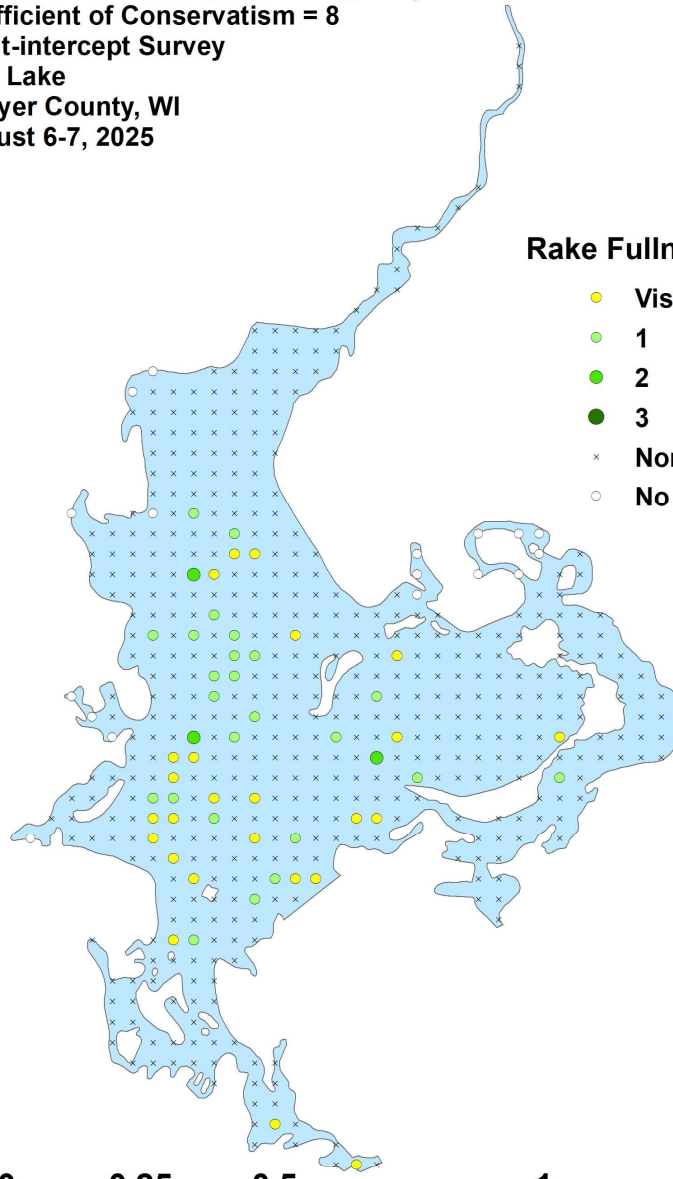 fficient of Conservatism = 8
t-intercept Survey
Lake
yer County, WI
ust 6-7, 2025
Rake Fulln
Vis
1
2
3
Nor
No
0.25
0.5
1